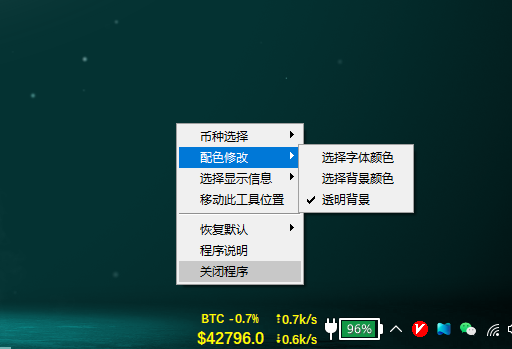 币种选择
配色修改
选择显示信息
移动此工具位置
恢复默认
程序说明
关闭程序
选择字体颜色
选择背景颜色
透明背景
BTC -0.7% ↑0.7k/s
$42796.0 ↓0.6k/s
96%